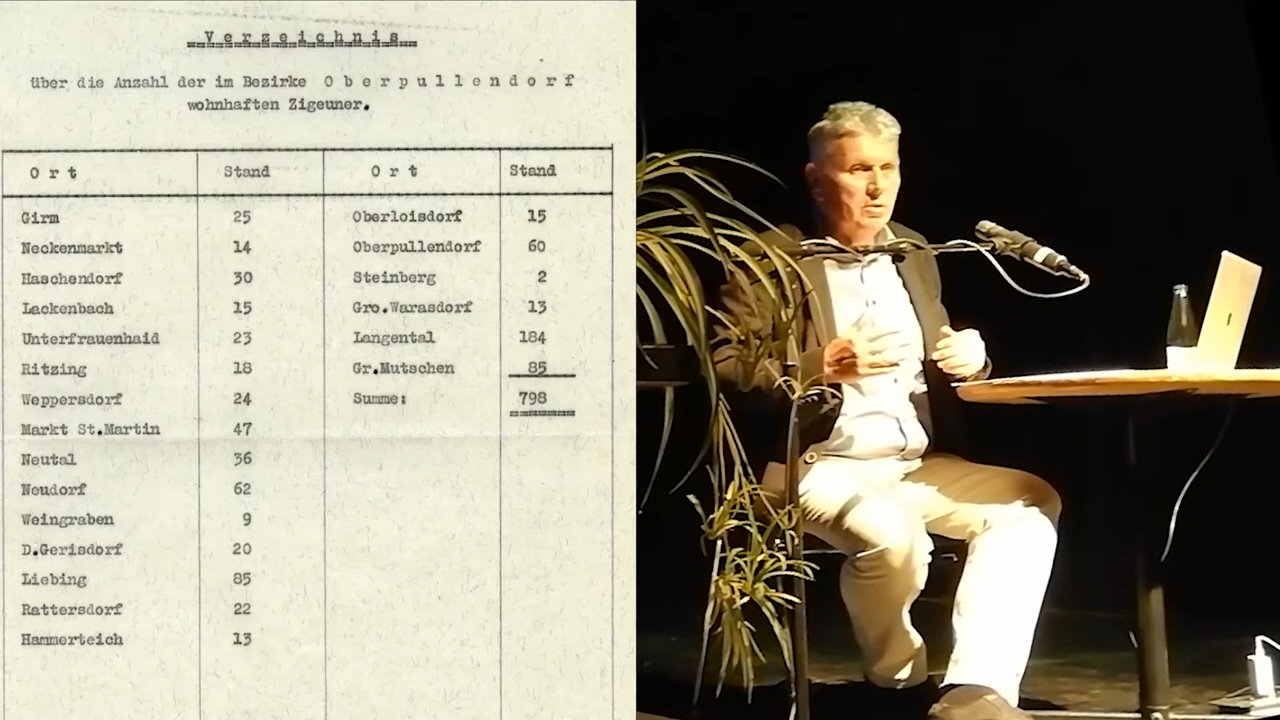 Verzeichnis
über die Anzahl der im Bezirke Oberpullendorf
wohnhaften Zigeuner.
Ort Stand Ort Stand
Girm 25 Oberloisdorf 15
Neckenmarkt 14 Oberpullendorf 60
Haschendorf 30 Steinberg 2
Lackenbach 15 Gro.Warasdorf 13
Unterfrauenhaid 23 Langental 184
Ritzing 18 Gr.Mutschen 85
Weppersdorf 24 Summe: 798
Markt St.Martin 47
Neutal 36
Neudorf 62
Weingraben 9
D.Gerisdorf 20
Liebing 85
Rattersdorf 22
Hammerteich 13